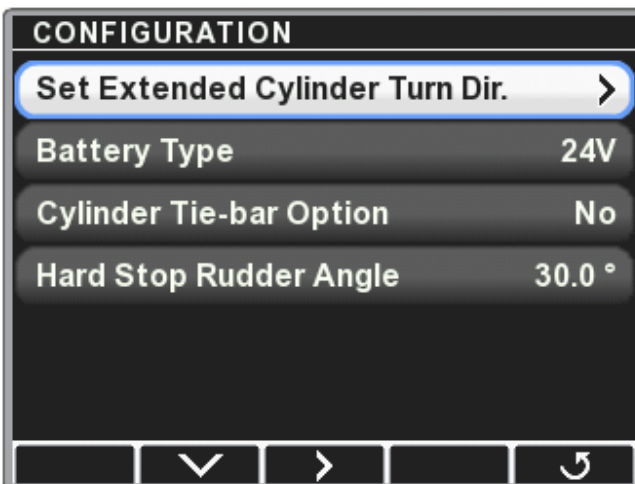 CONFIGURATION
Set Extended Cylinder Turn Dir.
Battery Type 24V
Cylinder Tie-bar Option No
Hard Stop Rudder Angle 30.0 °